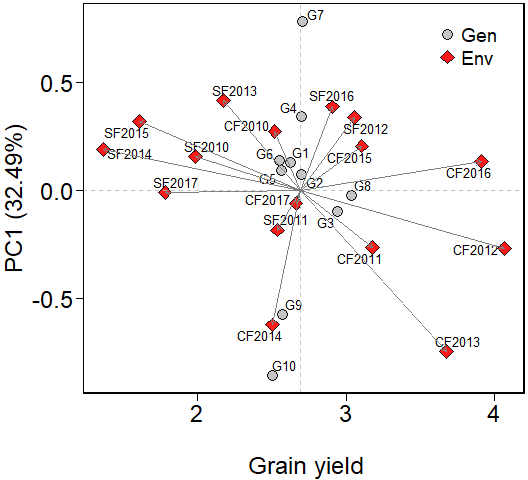 G7
Gen
Env
0.5
SF2013
SF2016
G4
CF2010
SF2012
SF2015
SF2010
G1
CF2015
SF2014
G6
CF2016
G5
G2
G8
0.0
SF2017
CF2017
SF2011
G3
CF2011
CF2012
-0.5
G9
CF2014
CF2013
G10
PC1 (32.49%)
2
3
4
Grain yield